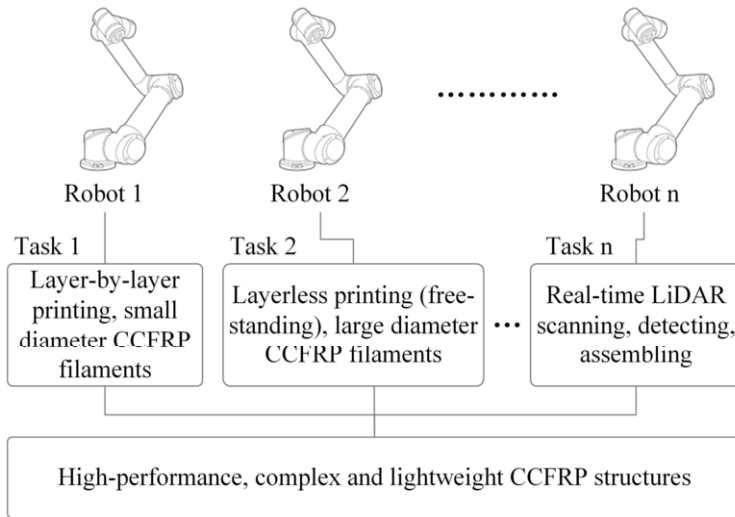 …………
Robot 1
Robot 2
Robot n
Task 1
Task 2
Task n
Layer-by-layer
printing, small
diameter CCFRP
filaments
Layerless printing (free-
standing), large diameter
CCFRP filaments
...
Real-time LiDAR
scanning, detecting,
assembling
High-performance, complex and lightweight CCFRP structures